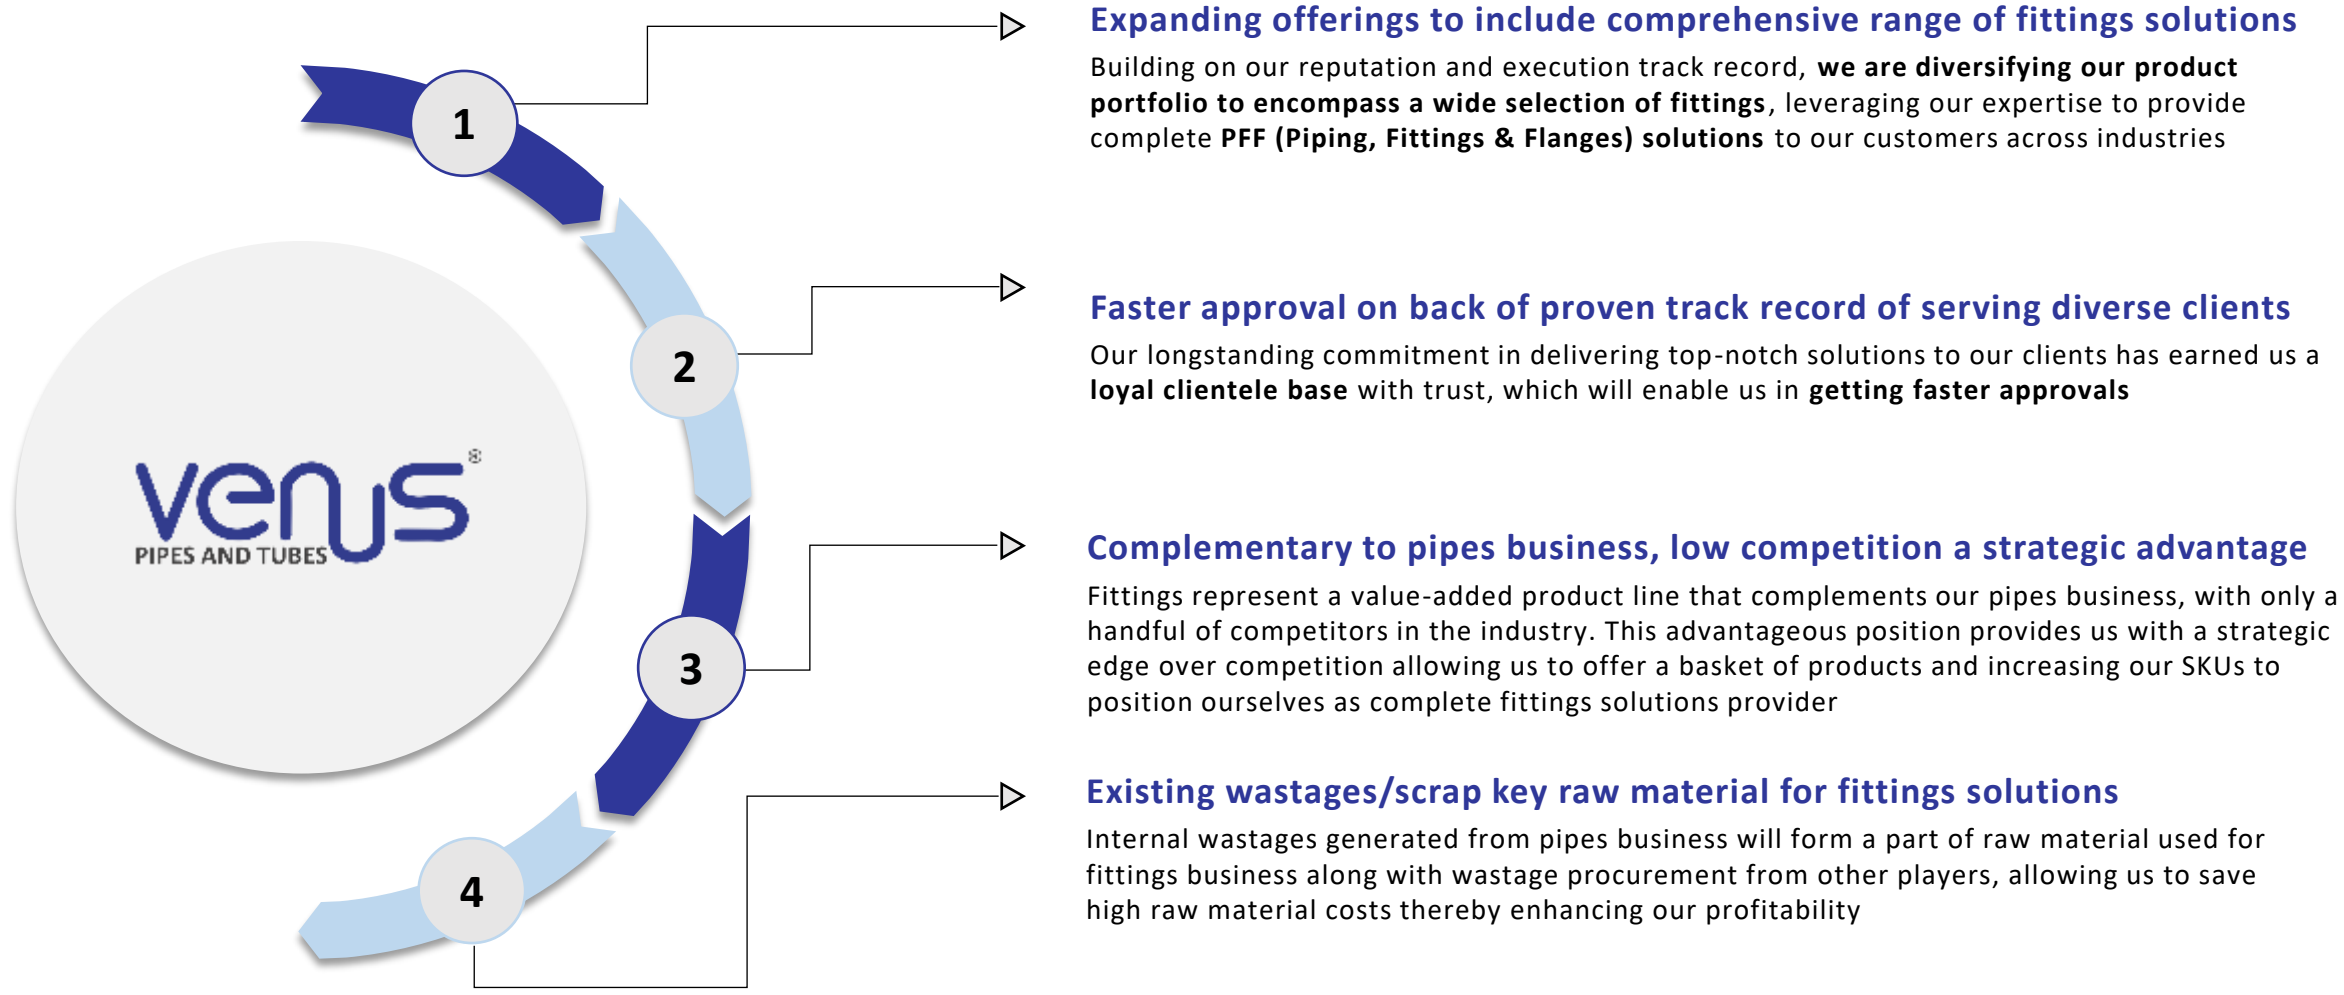 Expanding offerings to include comprehensive range of fittings solutions
Building on our reputation and execution track record, we are diversifying our product
portfolio to encompass a wide selection of fittings, leveraging our expertise to provide
complete PFF (Piping, Fittings & Flanges) solutions to our customers across industries
1
Faster approval on back of proven track record of serving diverse clients
Our longstanding commitment in delivering top-notch solutions to our clients has earned us a
loyal clientele base with trust, which will enable us in getting faster approvals
2
venus®
PIPES AND TUBES
Complementary to pipes business, low competition a strategic advantage
Fittings represent a value-added product line that complements our pipes business, with only a
handful of competitors in the industry. This advantageous position provides us with a strategic
edge over competition allowing us to offer a basket of products and increasing our SKUs to
position ourselves as complete fittings solutions provider
3
Existing wastages/scrap key raw material for fittings solutions
Internal wastages generated from pipes business will form a part of raw material used for
fittings business along with wastage procurement from other players, allowing us to save
high raw material costs thereby enhancing our profitability
4